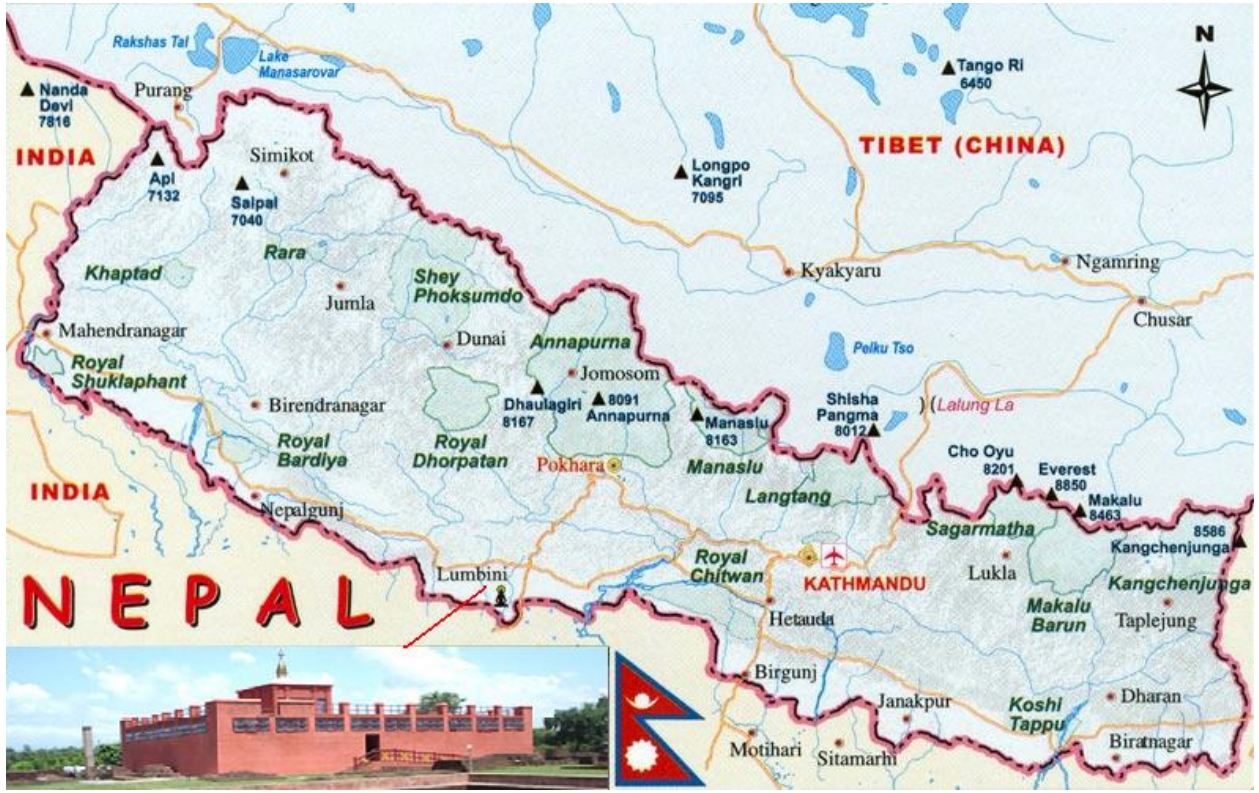 Rakshas Tal
Lake
Manasarovar
N
Nanda
Devi
7816
Purang
Tango Ri
6450
INDIA
Api
7132
Simikot
Saipal
7040
Longpo
Kangri
7095
TIBET (CHINA)
Khaptad
Rara
Shey
Phoksumdo
Jumla
Kyakyaru
Ngamring
Chusar
Mahendranagar
Dunai
Annapurna
Pelku Tso
Royal
Shuklaphant
Jomosom
Birendranagar
Dhaulagiri
8167
8091
Annapurna
Manaslu
8163
Shisha
Pangma
8012
)( Lalung La
Royal
Bardiya
Royal
Dhorpatan
Pokhara
Manaslu
Langtang
Cho Oyu
8201
Everest
8850
Makalu
8463
INDIA
Nepalgunj
Sagarmatha
8586
Kangchenjunga
Lumbini
Royal
Chitwan
KATHMANDU
Lukla
Kangchenjunga
NEPAL
Hetauda
Makalu
Barun
Taplejung
Birgunj
Janakpur
Koshi
Tappu
Dharan
Motihari
Sitamarhi
Biratnagar